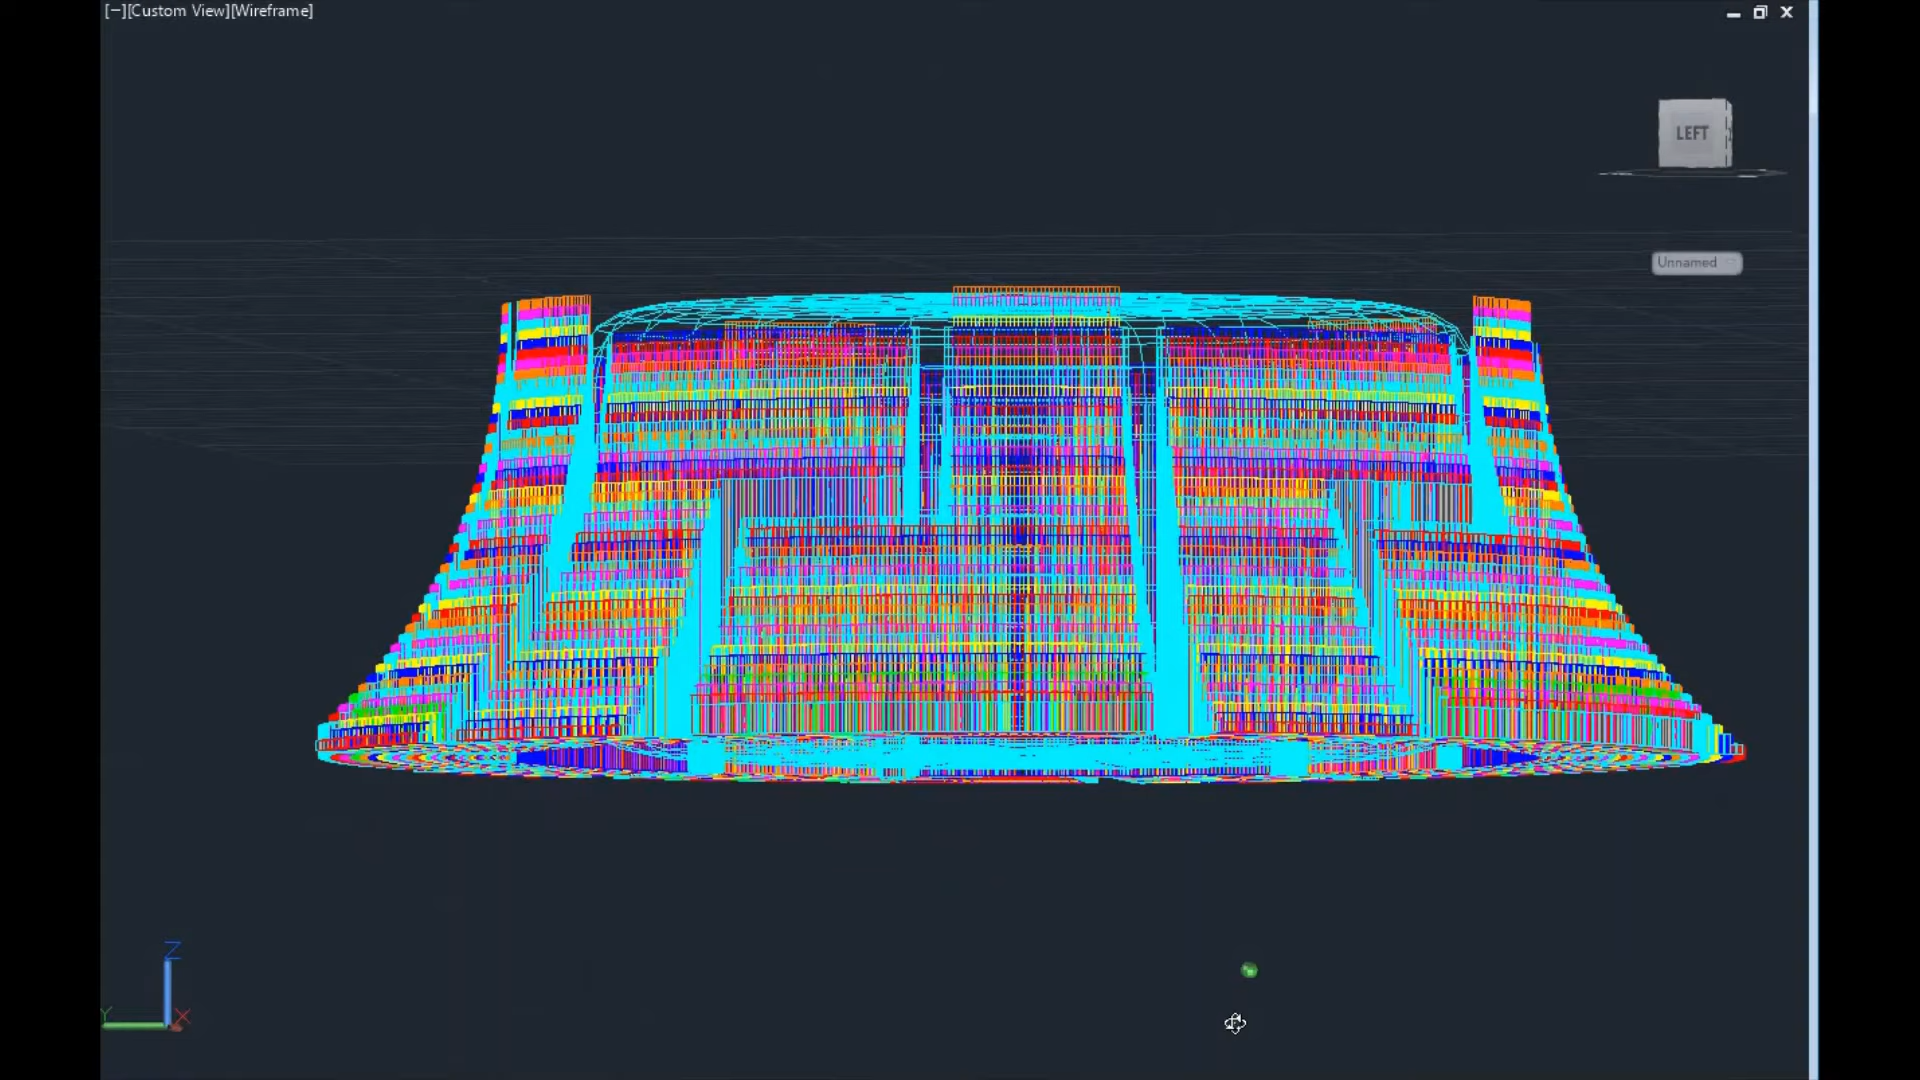 [−][Custom View][Wireframe]
LEFT
Unnamed
Z
Y
X